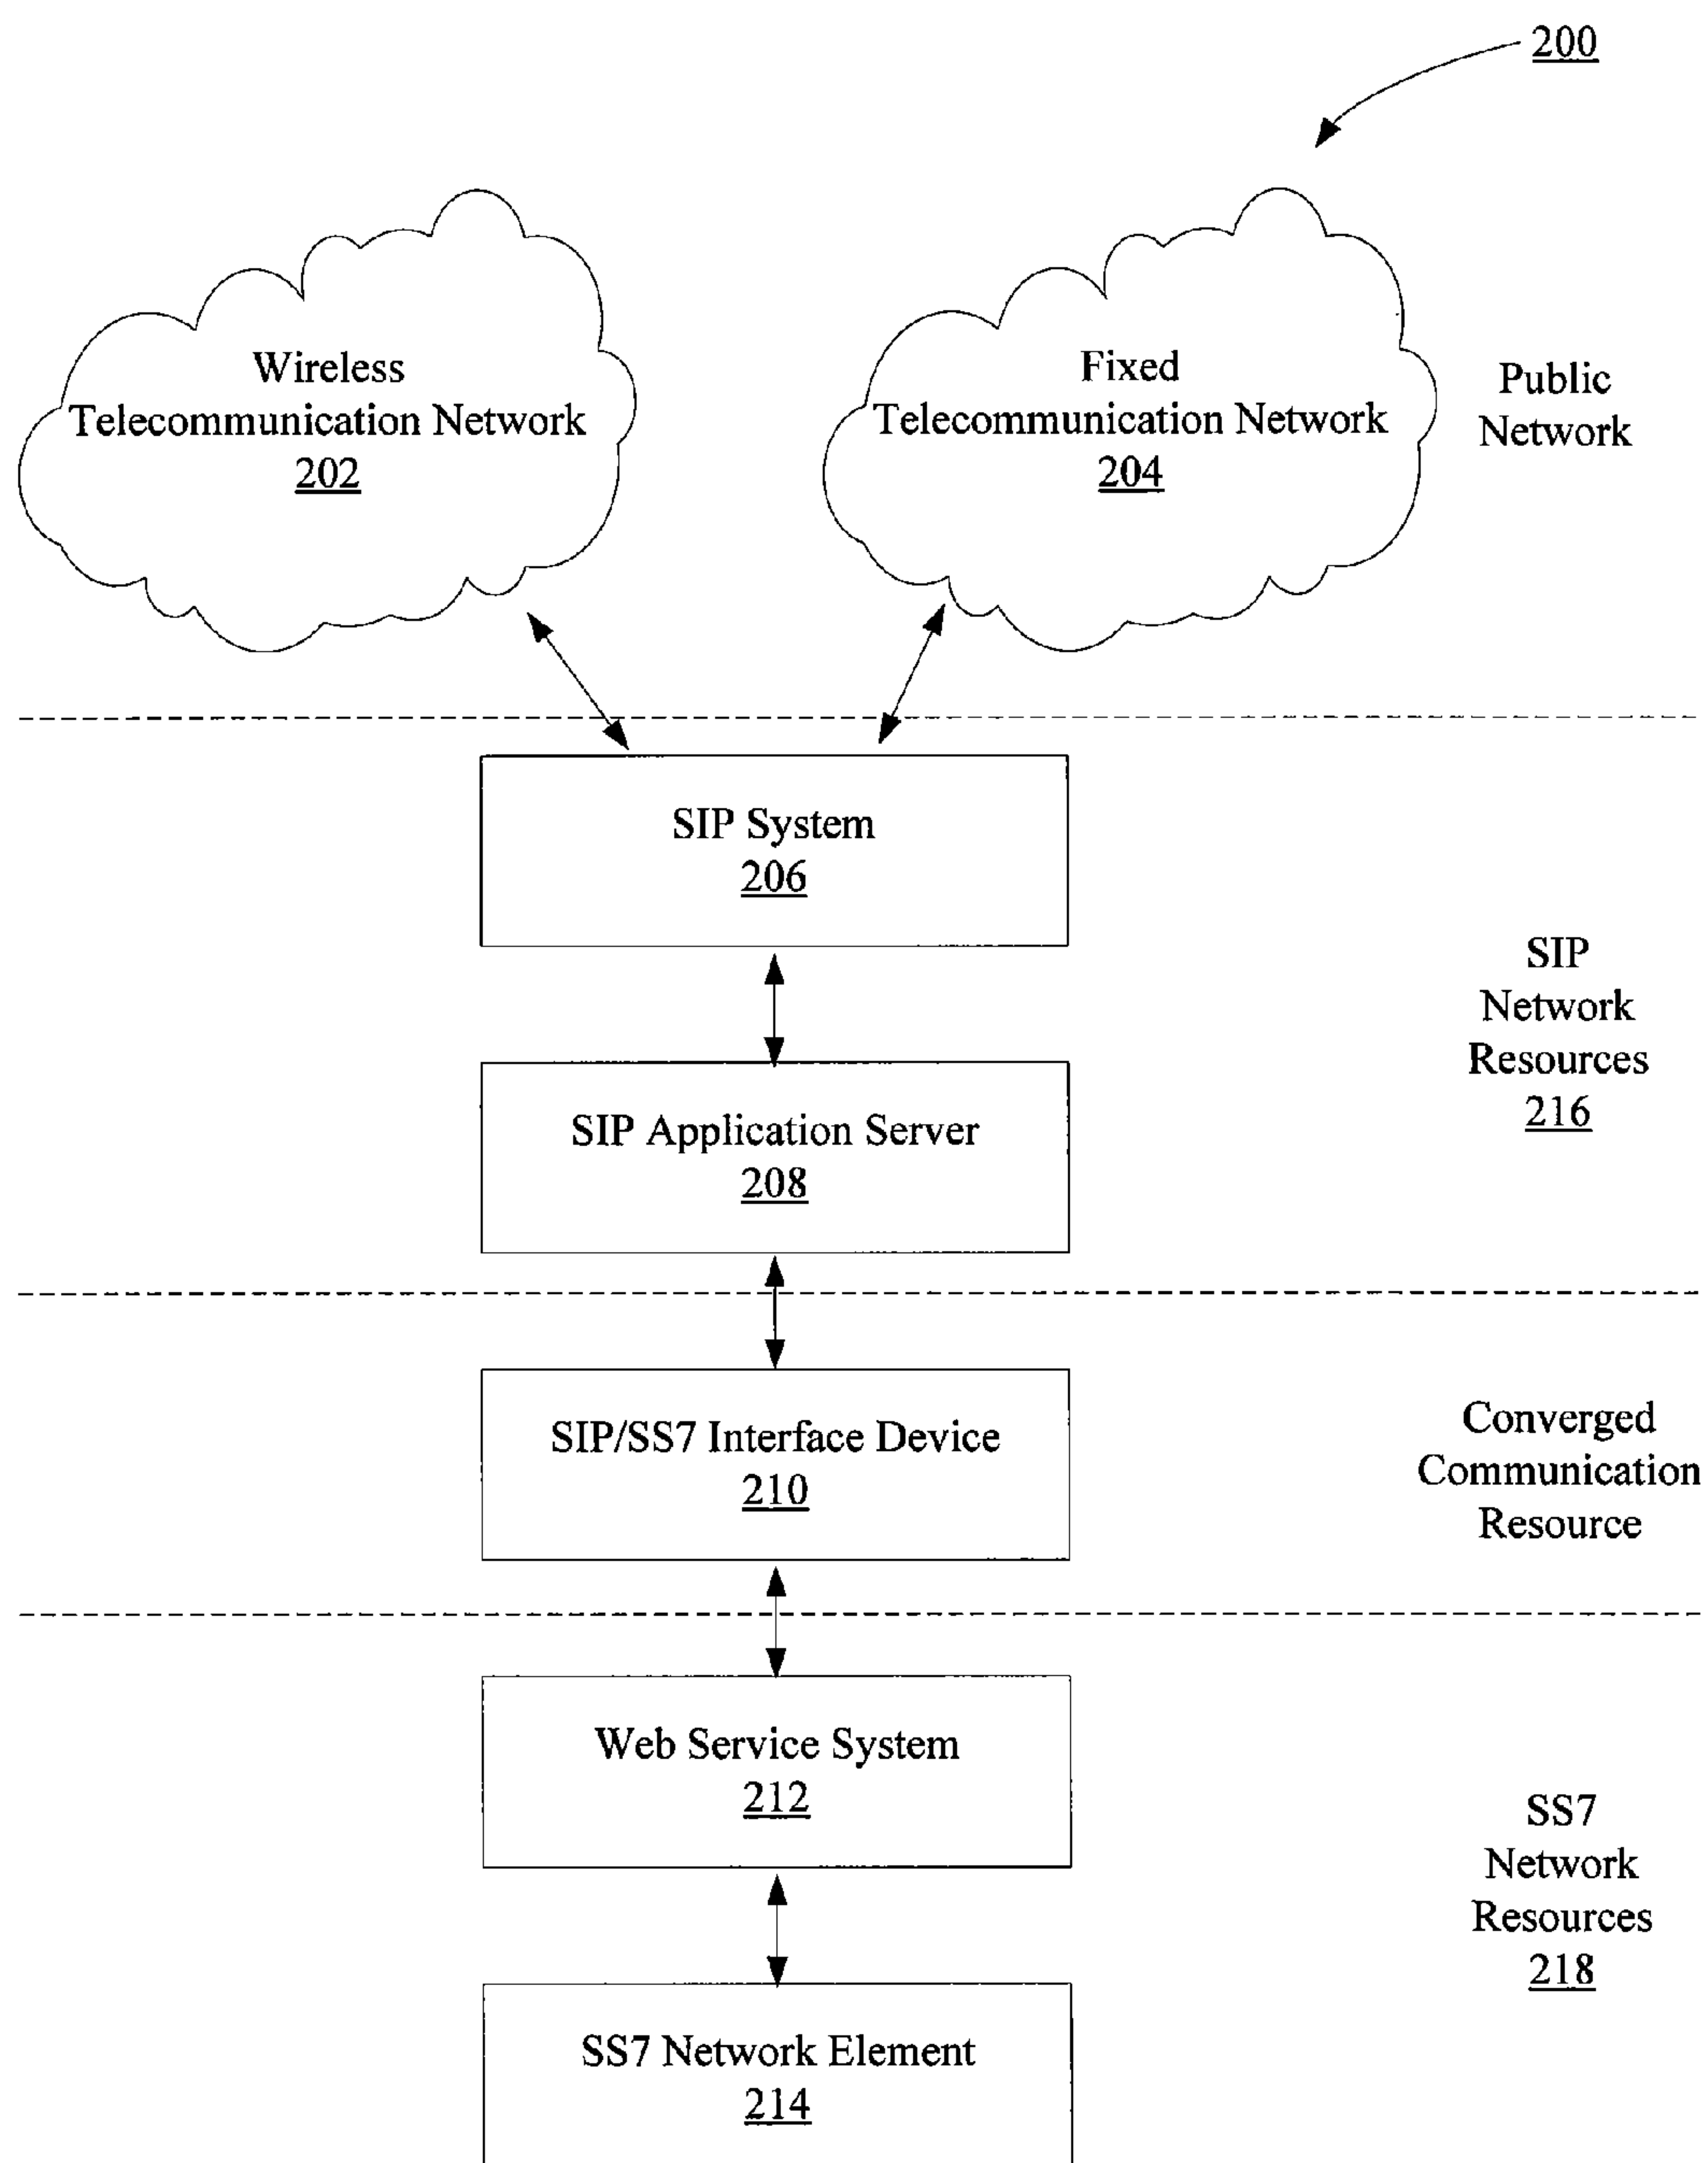 200
Wireless
Telecommunication Network
202
Fixed
Telecommunication Network
204
Public
Network
SIP System
206
SIP Application Server
208
SIP
Network
Resources
216
SIP/SS7 Interface Device
210
Converged
Communication
Resource
Web Service System
212
SS7 Network Element
214
SS7
Network
Resources
218